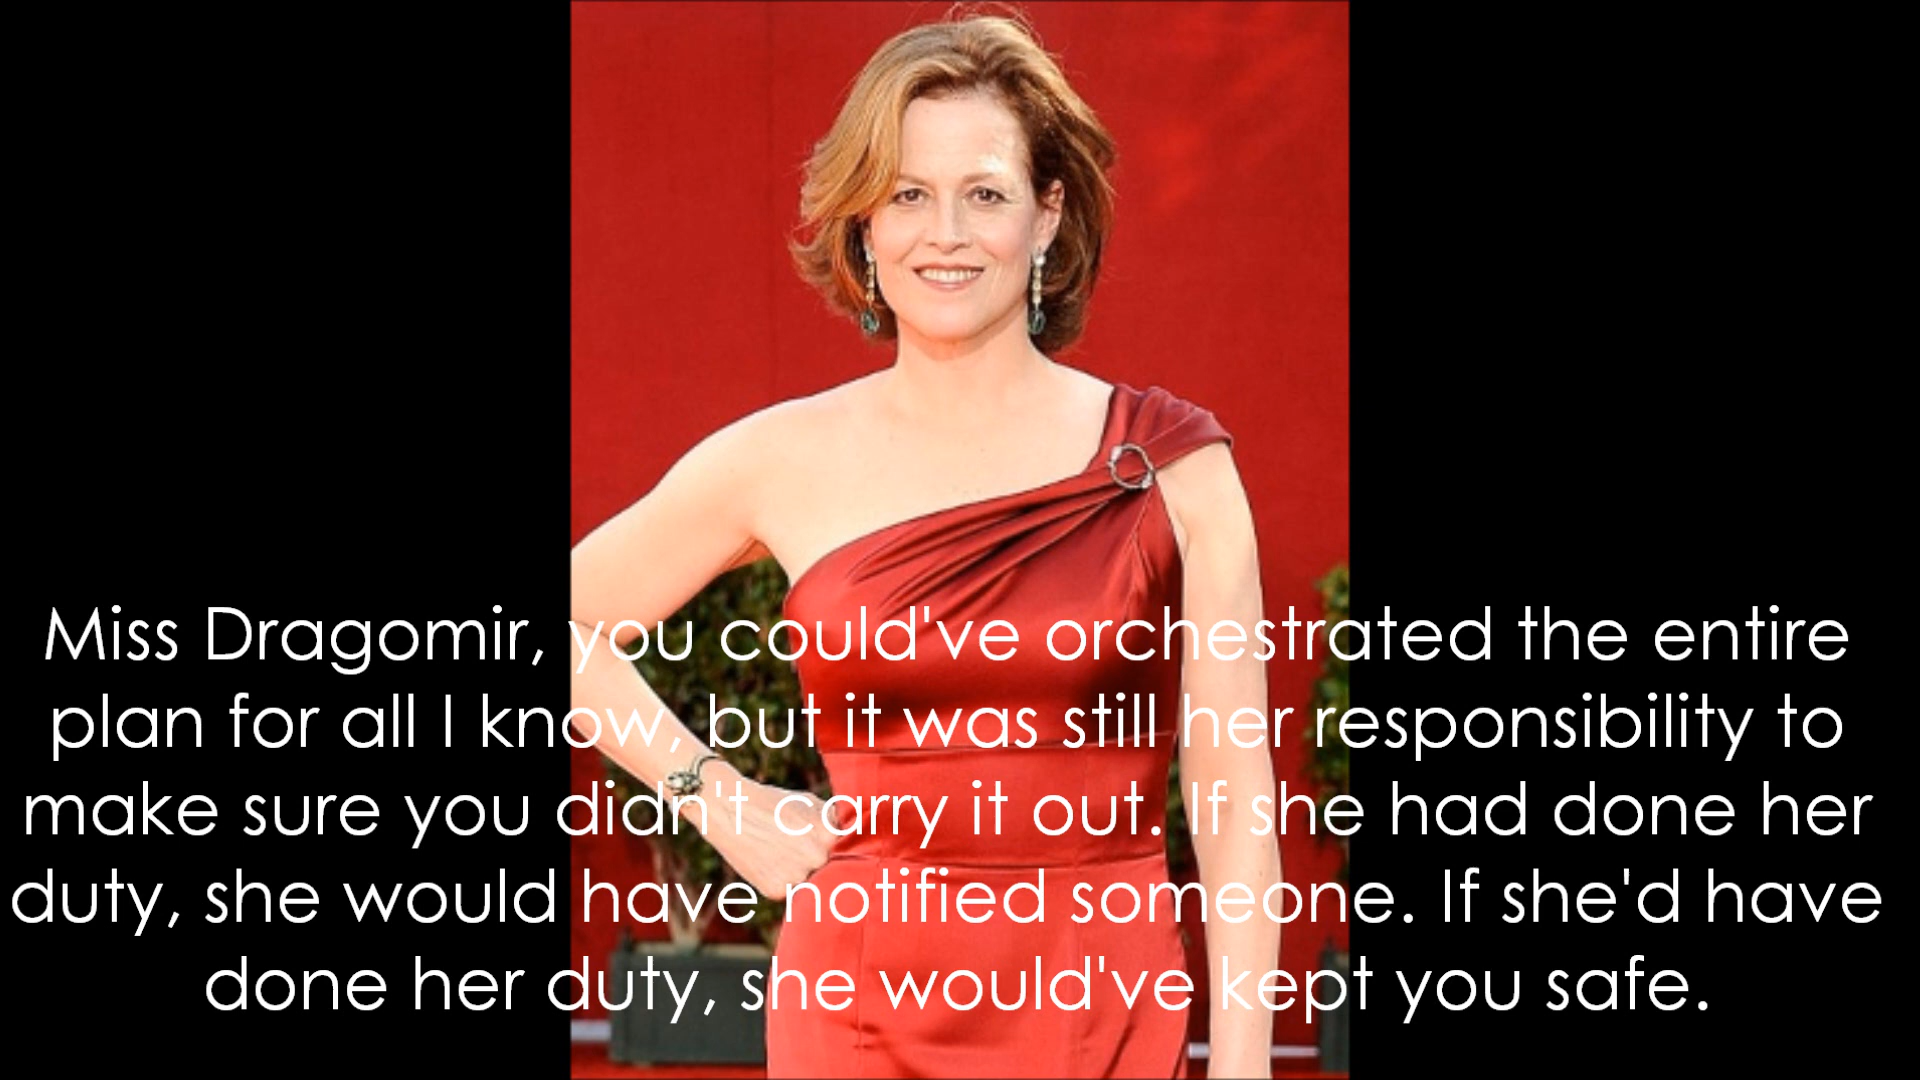 Miss Dragomir, you could've orchestrated the entire
plan for all I know, but it was still her responsibility to
make sure you didn't carry it out. If she had done her
duty, she would have notified someone. If she'd have
done her duty, she would've kept you safe.